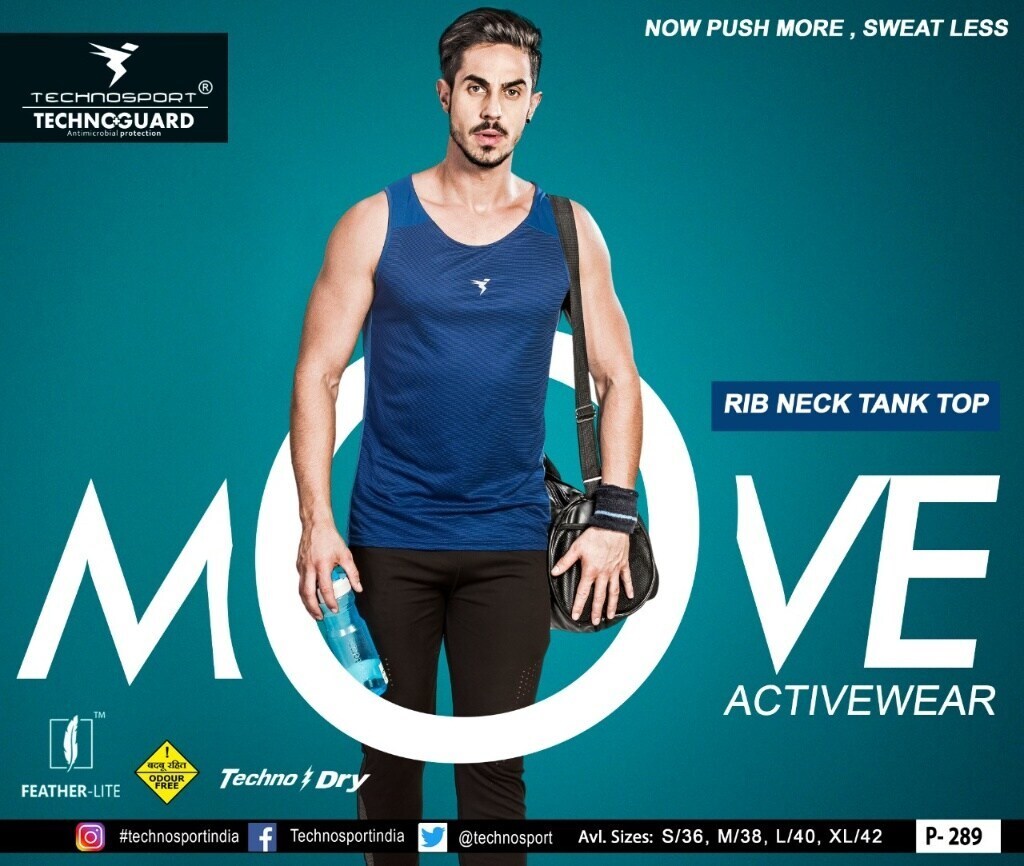 NOW PUSH MORE , SWEAT LESS
TECHNOSPORT®
TECHNOGUARD
Antimicrobial protection
RIB NECK TANK TOP
MOVE
ACTIVEWEAR
FEATHER-LITE TM
!
बदबू रहित
ODOUR
FREE
Techno Dry
#technosportindia Technosportindia @technosport Avl. Sizes: S/36, M/38, L/40, XL/42 P- 289